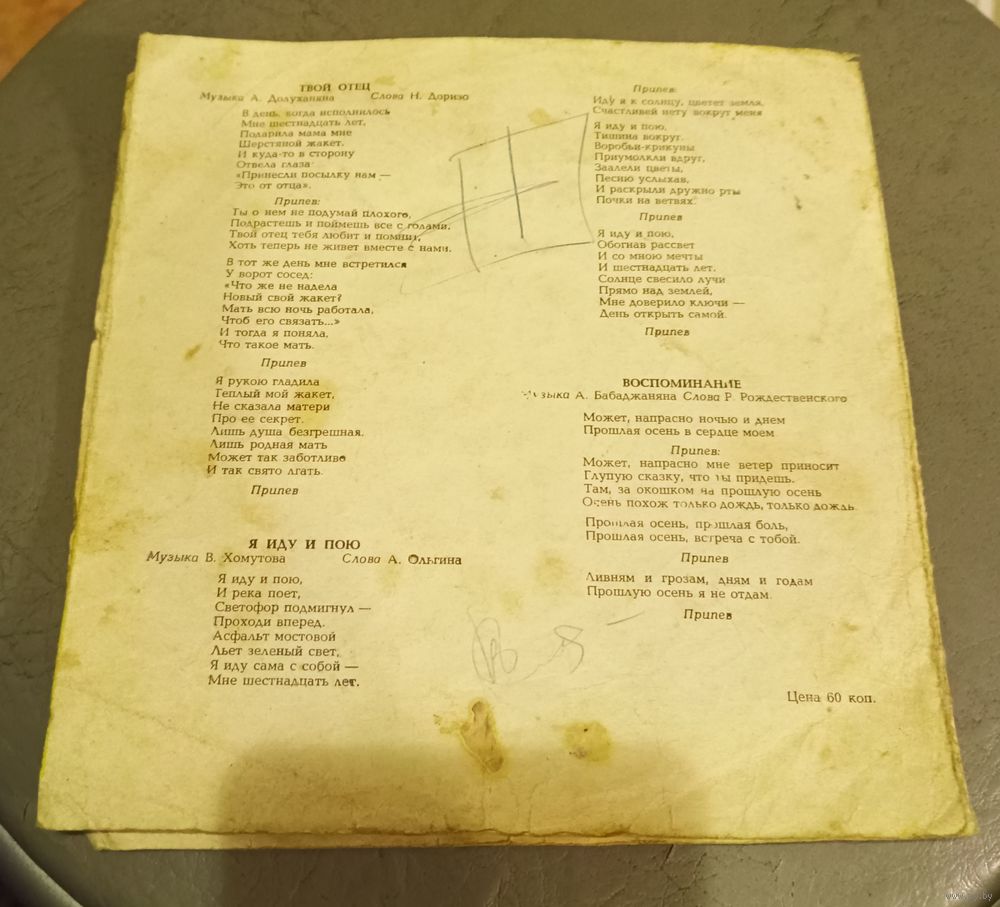 ТВОЙ ОТЕЦ
Музыка А. Долуханяна Слова Н. Доризо
В день, когда исполнилось
Мне шестнадцать лет,
Подарила мама мне
Шерстяной жакет.
И куда-то в сторону
Отвела глаза:
«Принесли посылку нам —
Это от отца».
Припев:
Ты о нем не подумай плохого,
Подрастешь и поймешь все с годами.
Твой отец тебя любит и помнит,
Хоть теперь не живет вместе с нами.
В тот же день мне встретился
У ворот сосед:
«Что же не надела
Новый свой жакет?
Мать всю ночь работала,
Чтоб его связать...»
И тогда я поняла,
Что такое мать.
Припев
Я рукою гладила
Теплый мой жакет,
Не сказала матери
Про ее секрет.
Лишь душа безгрешная.
Лишь родная мать
Может так заботливо
И так свято лгать.
Припев
Я ИДУ И ПОЮ
Музыка В. Хомутова Слова А. Ольгина
Я иду и пою,
И река поет,
Светофор подмигнул —
Проходи вперед.
Асфальт мостовой
Льет зеленый свет,
Я иду сама с собой —
Мне шестнадцать лет.
Припев:
Иду я к солнцу, цветет земля,
Счастливей нету вокруг меня
Я иду и пою,
Тишина вокруг.
Воробьи-крикуны
Приумолкли вдруг,
Заалели цветы,
Песню услыхав,
И раскрыли дружно рты
Почки на ветвях.
Припев
Я иду и пою,
Обогнав рассвет
И со мною мечты
И шестнадцать лет.
Солнце свесило лучи
Прямо над землей,
Мне доверило ключи —
День открыть самой.
Припев
ВОСПОМИНАНИЕ
Музыка А. Бабаджаняна Слова Р. Рождественского
Может, напрасно ночью и днем
Прошлая осень в сердце моем
Припев:
Может, напрасно мне ветер приносит
Глупую сказку, что ты придешь.
Там, за окошком на прошлую осень
Осень похож только дождь, только дождь.
Прошлая осень, прошлая боль,
Прошлая осень, встреча с тобой.
Припев
Ливням и грозам, дням и годам
Прошлую осень я не отдам.
Припев
Цена 60 коп.